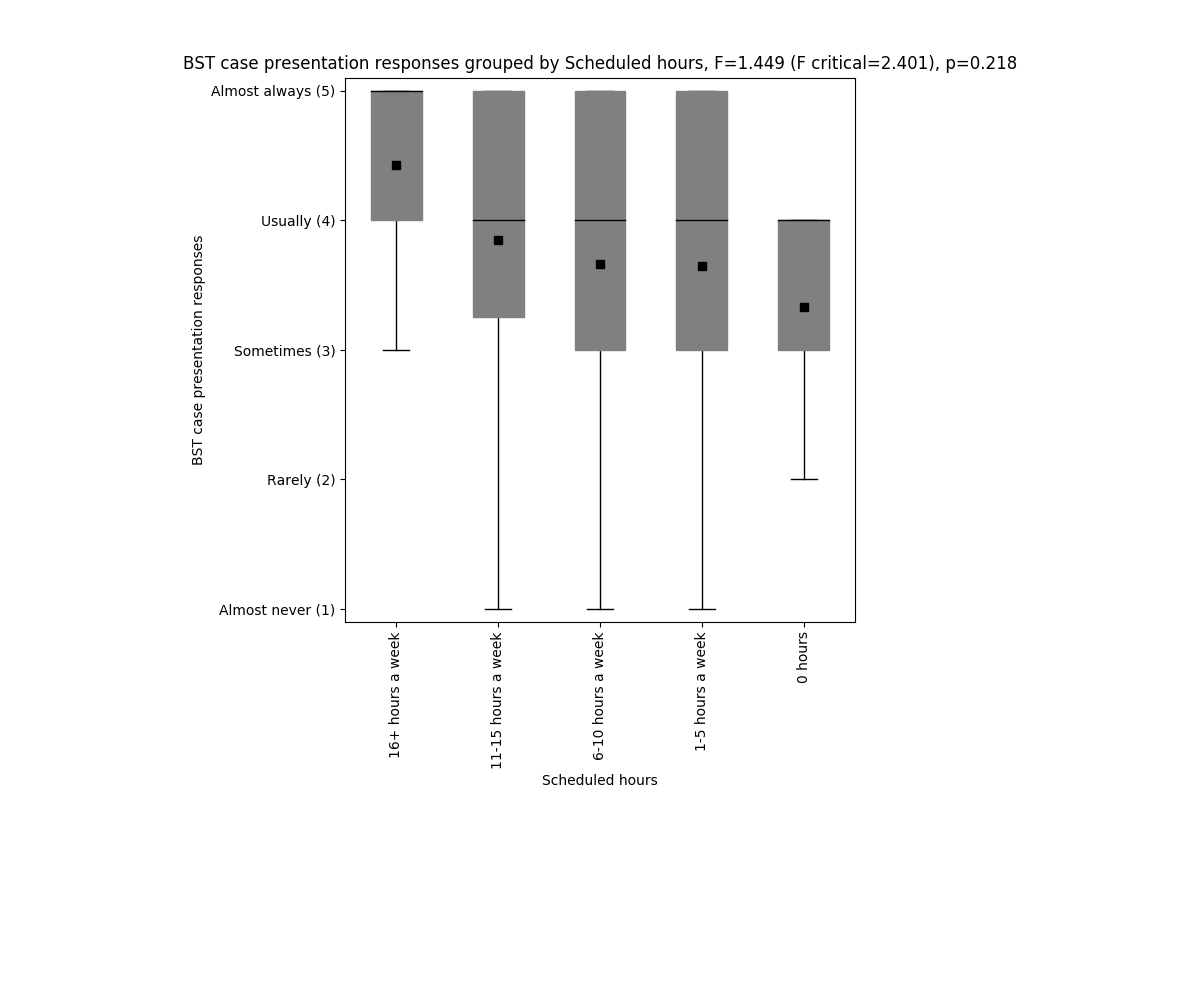 BST case presentation responses grouped by Scheduled hours, F=1.449 (F critical=2.401), p=0.218
BST case presentation responses
Almost always (5)
Usually (4)
Sometimes (3)
Rarely (2)
Almost never (1)
16+ hours a week
11-15 hours a week
6-10 hours a week
1-5 hours a week
0 hours
Scheduled hours